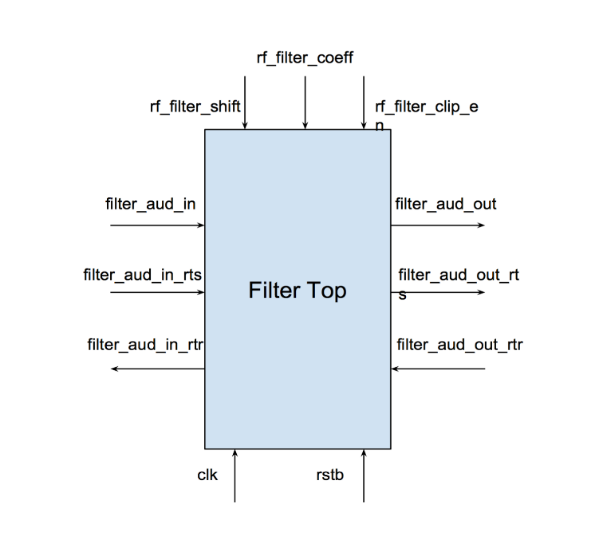 rf_filter_coeff
rf_filter_shift
rf_filter_clip_e
n
filter_aud_in
filter_aud_out
filter_aud_in_rts
filter_aud_out_rt
s
Filter Top
filter_aud_in_rtr
filter_aud_out_rtr
clk
rstb